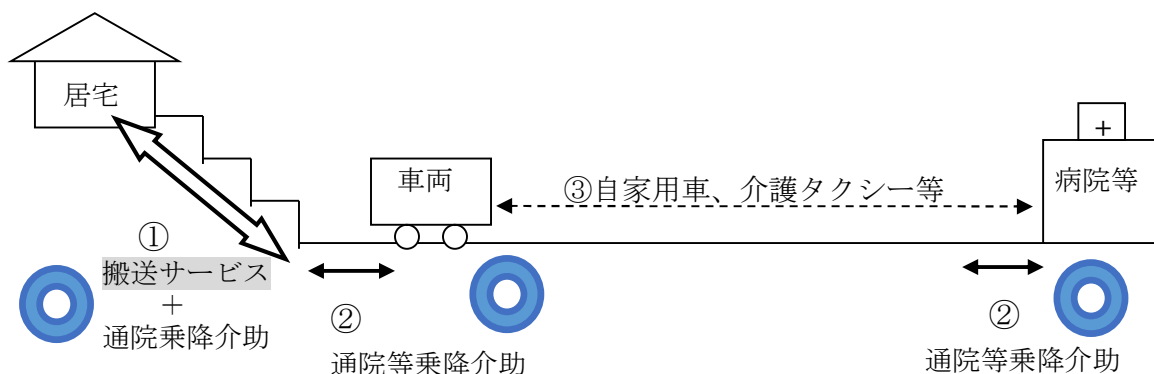 居宅
車両
③自家用車、介護タクシー等
+
病院等
①
搬送サービス
+
通院乗降介助
②
通院等乗降介助
②
通院等乗降介助